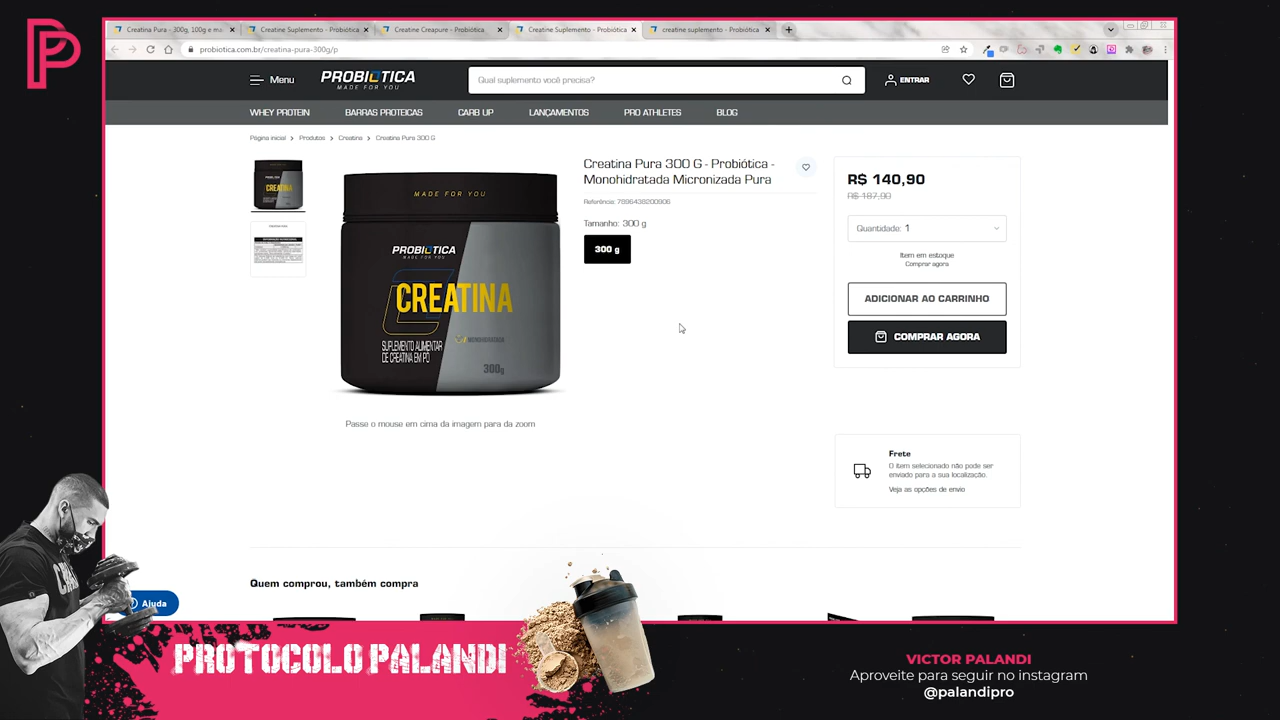 Creatina Pura - 300g, 100g e ma
Creatine Suplemento - Probiótica
Creatine Creapure - Probiótica
Creatine Suplemento - Probiótica
creatine suplemento - Probiótica
probiotica.com.br/creatina-pura-300g/p
Menu
PROBIÓTICA
MADE FOR YOU
Qual suplemento você precisa?
ENTRAR
WHEY PROTEIN
BARRAS PROTEICAS
CARB UP
LANÇAMENTOS
PRO ATHLETES
BLOG
Página inicial > Produtos > Creatina > Creatina Pura 300 G
MADE FOR YOU
PROBIÓTICA
MADE FOR YOU
CREATINA
SUPLEMENTO ALIMENTAR
DE CREATINA EM PÓ
300g
Passe o mouse em cima da imagem para da zoom
Creatina Pura 300 G - Probiótica -
Monohidratada Micronizada Pura
Referência: 7896438200906
Tamanho: 300 g
300 g
R$ 140,90
R$ 187,90
Quantidade: 1
Item em estoque
Comprar agora
ADICIONAR AO CARRINHO
COMPRAR AGORA
Frete
O item selecionado não pode ser
enviado para a sua localização.
Veja as opções de envio
Quem comprou, também compra
Ajuda
PROTOCOLO PALANDI
VICTOR PALANDI
Aproveite para seguir no instagram
@palandipro